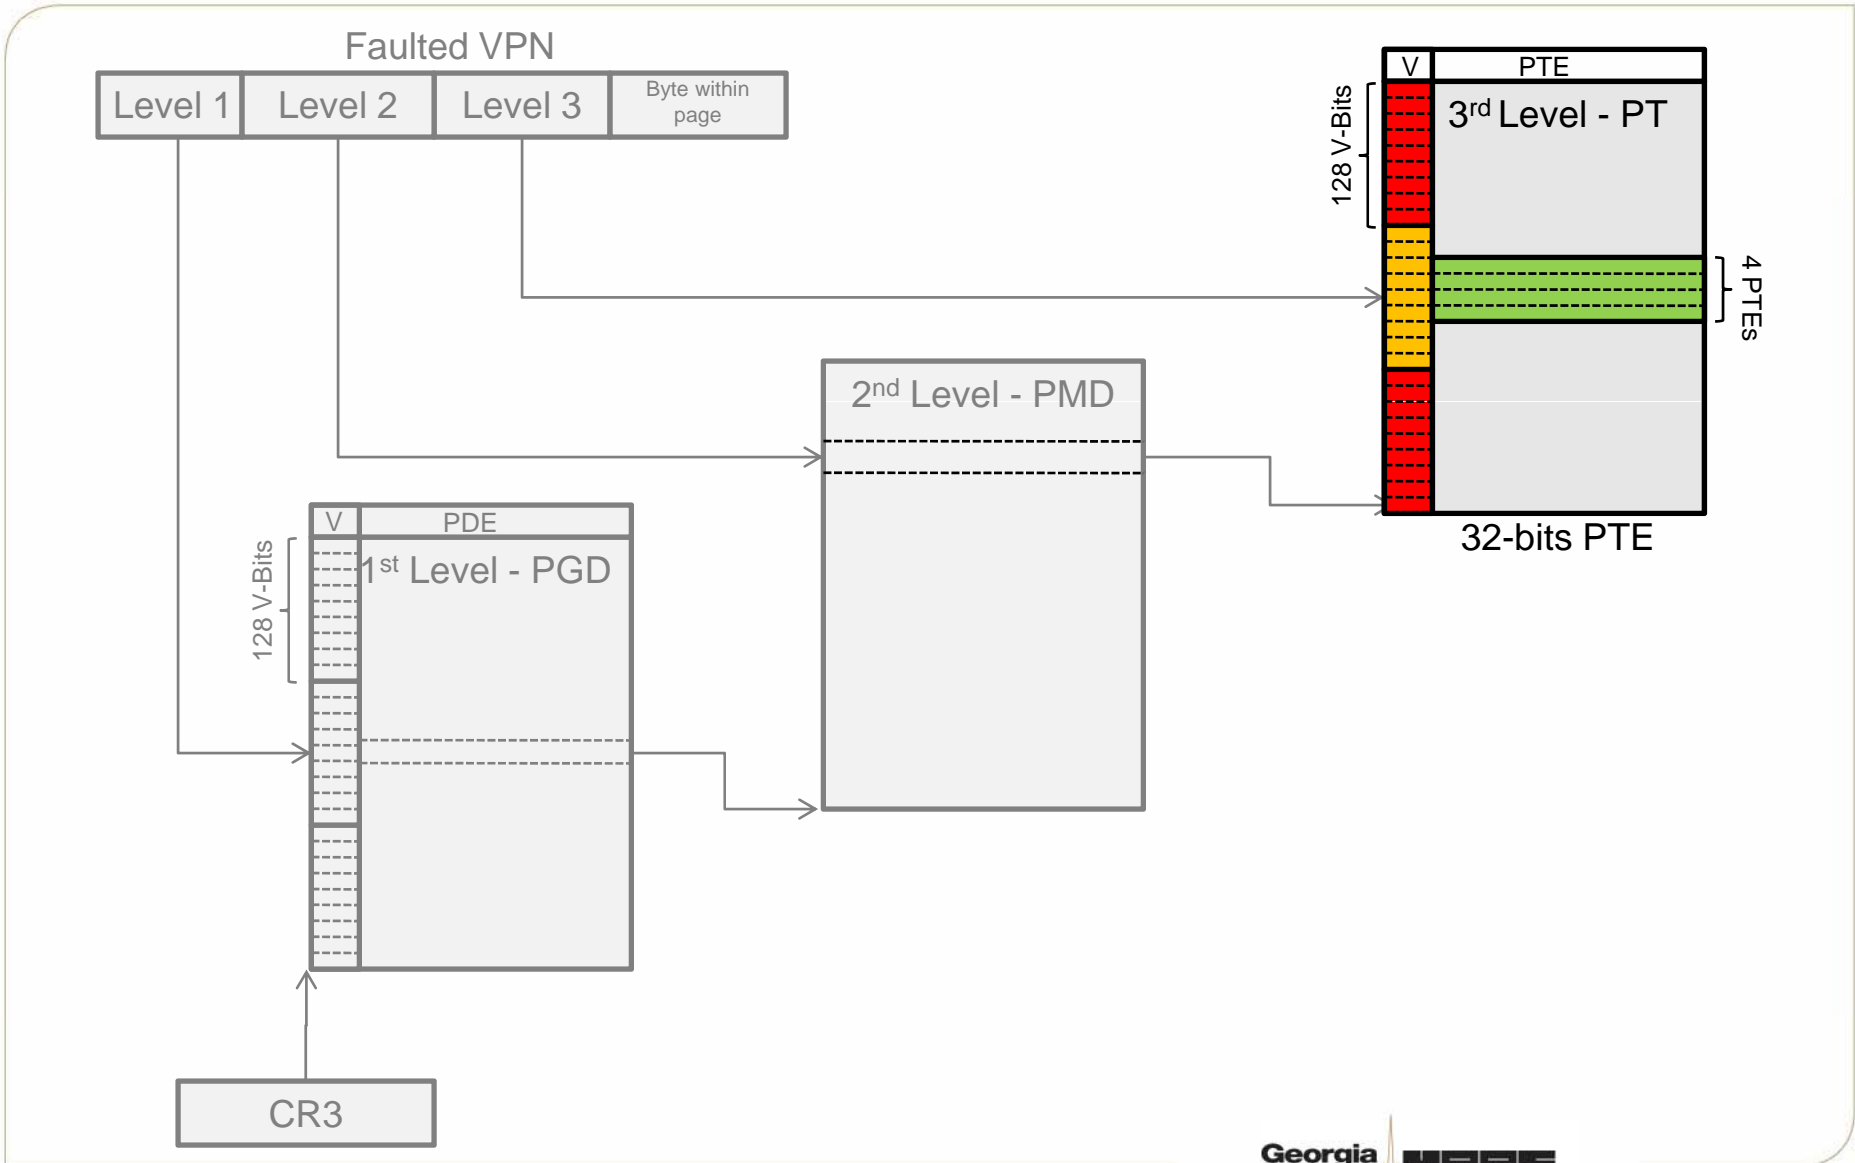 Faulted VPN
Level 1
Level 2
Level 3
Byte within
page
V
PTE
128 V-Bits
3rd Level - PT
4 PTEs
32-bits PTE
2nd Level - PMD
V
PDE
128 V-Bits
1st Level - PGD
CR3
Georgia